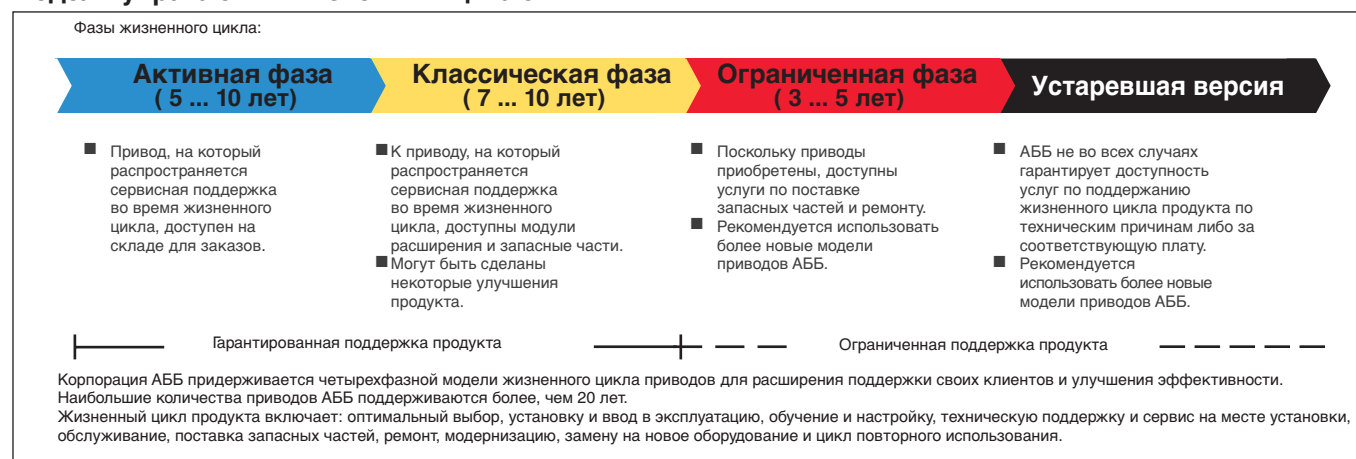 Фазы жизненного цикла:
Активная фаза
( 5 ... 10 лет)
Классическая фаза
( 7 ... 10 лет)
Ограниченная фаза
( 3 ... 5 лет)
Устаревшая версия
■ Привод, на который
распространяется
сервисная поддержка
во время жизненного
цикла, доступен на
складе для заказов.
■ К приводу, на который
распространяется
сервисная поддержка
во время жизненного
цикла, доступны модули
расширения и запасные части.
■ Могут быть сделаны
некоторые улучшения
продукта.
■ Поскольку приводы
приобретены, доступны
услуги по поставке
запасных частей и ремонту.
■ Рекомендуется использовать
более новые модели
приводов АББ.
■ АББ не во всех случаях
гарантирует доступность
услуг по поддержанию
жизненного цикла продукта по
техническим причинам либо за
соответствующую плату.
■ Рекомендуется
использовать более новые
модели приводов АББ.
Гарантированная поддержка продукта
Ограниченная поддержка продукта
Корпорация АББ придерживается четырехфазной модели жизненного цикла приводов для расширения поддержки своих клиентов и улучшения эффективности.
Наибольшие количества приводов АББ поддерживаются более, чем 20 лет.
Жизненный цикл продукта включает: оптимальный выбор, установку и ввод в эксплуатацию, обучение и настройку, техническую поддержку и сервис на месте установки,
обслуживание, поставка запасных частей, ремонт, модернизацию, замену на новое оборудование и цикл повторного использования.